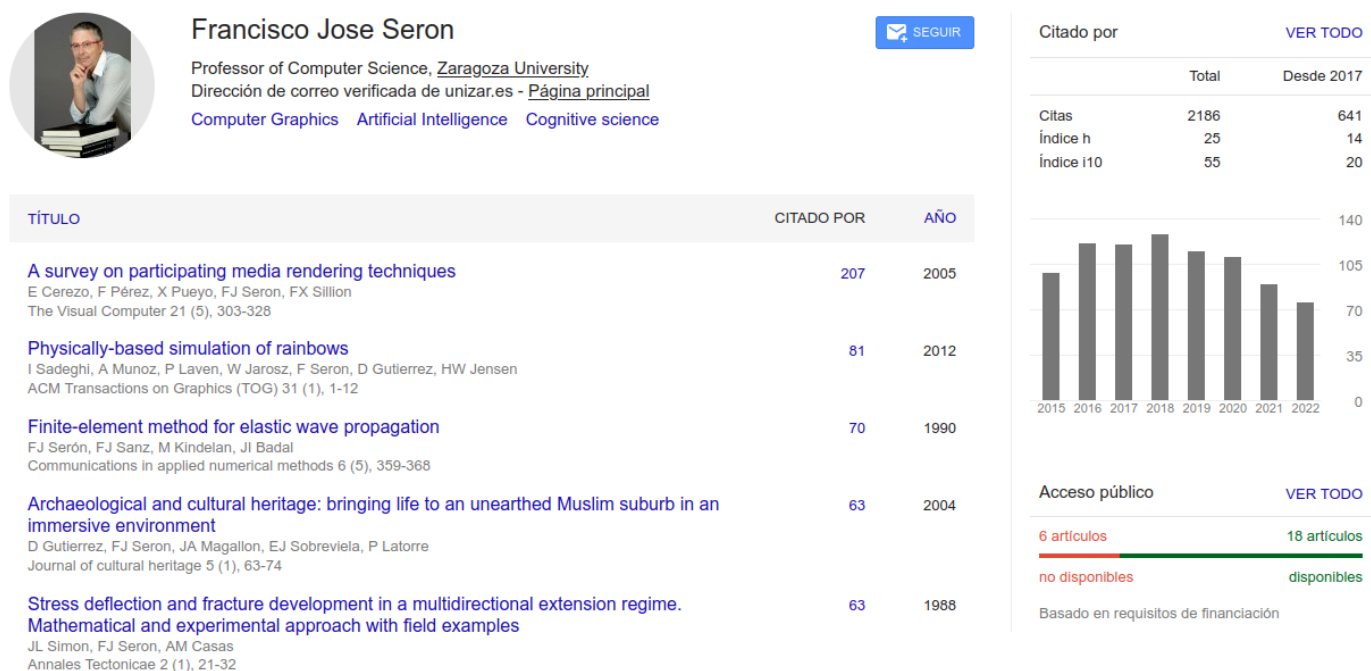 Francisco Jose Seron
SEGUIR
Professor of Computer Science, Zaragoza University
Dirección de correo verificada de unizar.es - Página principal
Computer Graphics Artificial Intelligence Cognitive science
TÍTULO CITADO POR AÑO
A survey on participating media rendering techniques 207 2005
E Cerezo, F Pérez, X Pueyo, FJ Seron, FX Sillion
The Visual Computer 21 (5), 303-328
Physically-based simulation of rainbows 81 2012
I Sadeghi, A Munoz, P Laven, W Jarosz, F Seron, D Gutierrez, HW Jensen
ACM Transactions on Graphics (TOG) 31 (1), 1-12
Finite-element method for elastic wave propagation 70 1990
FJ Serón, FJ Sanz, M Kindelan, JI Badal
Communications in applied numerical methods 6 (5), 359-368
Archaeological and cultural heritage: bringing life to an unearthed Muslim suburb in an 63 2004
immersive environment
D Gutierrez, FJ Seron, JA Magallon, EJ Sobreviela, P Latorre
Journal of cultural heritage 5 (1), 63-74
Stress deflection and fracture development in a multidirectional extension regime. 63 1988
Mathematical and experimental approach with field examples
JL Simon, FJ Seron, AM Casas
Annales Tectonicae 2 (1), 21-32
Citado por VER TODO
Total Desde 2017
Citas 2186 641
Índice h 25 14
Índice i10 55 20
140
105
70
35
0
2015 2016 2017 2018 2019 2020 2021 2022
Acceso público VER TODO
6 artículos 18 artículos
no disponibles disponibles
Basado en requisitos de financiación